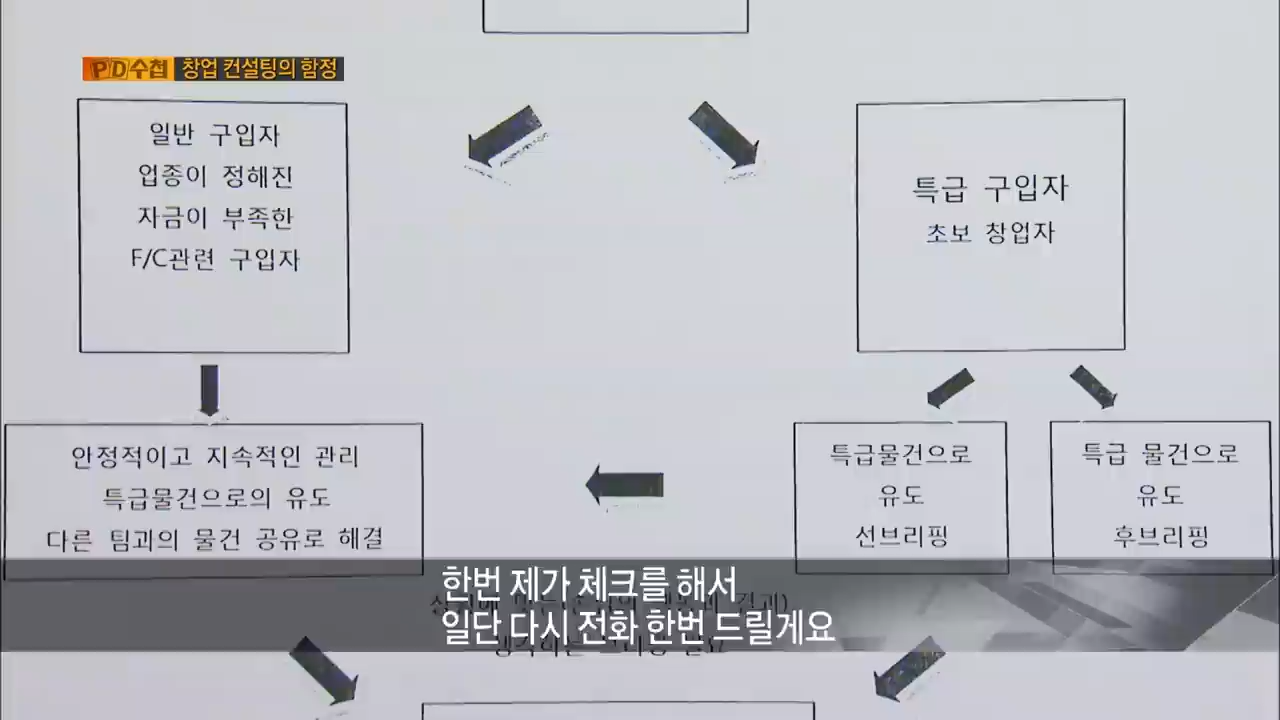 PD수첩 창업 컨설팅의 함정
일반 구입자
업종이 정해진
자금이 부족한
F/C관련 구입자
특급 구입자
초보 창업자
안정적이고 지속적인 관리
특급물건으로의 유도
다른 팀과의 물건 공유로 해결
특급물건으로
유도
선브리핑
특급 물건으로
유도
후브리핑
한번 제가 체크를 해서
일단 다시 전화 한번 드릴게요